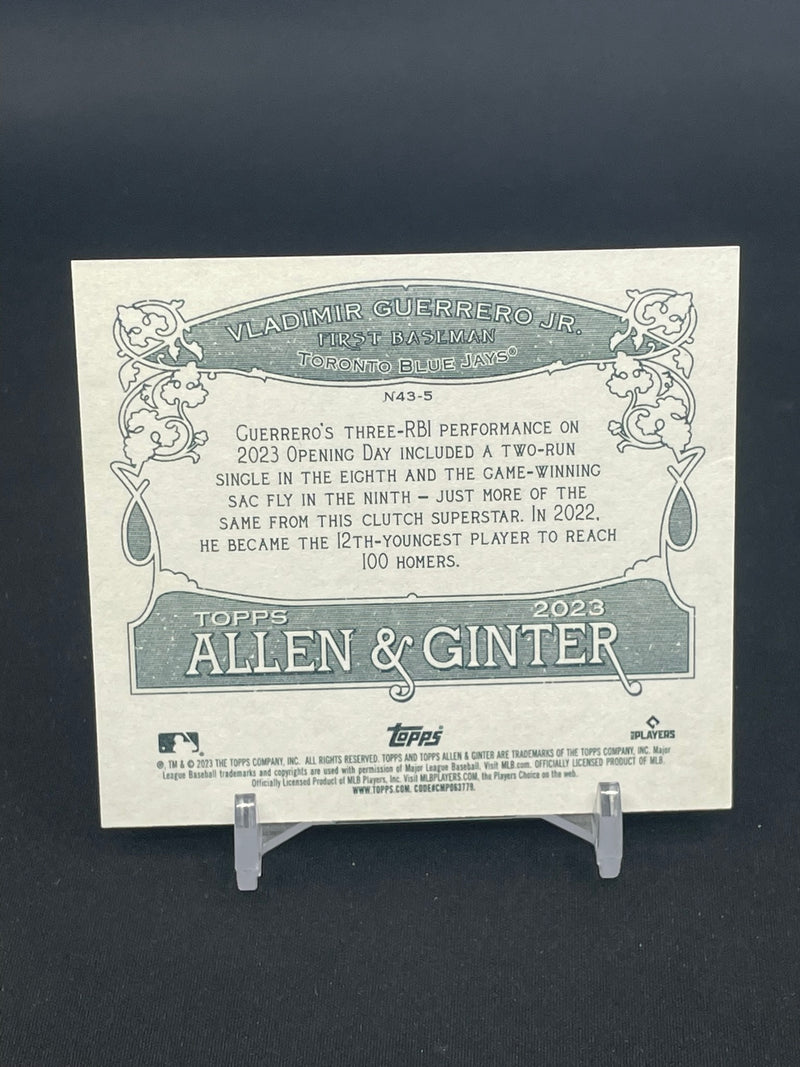 VLADIMIR GUERRERO JR.
FIRST BASEMAN
TORONTO BLUE JAYS®
N43-5
GUERRERO'S THREE-RBI PERFORMANCE ON
2023 OPENING DAY INCLUDED A TWO-RUN
SINGLE IN THE EIGHTH AND THE GAME-WINNING
SAC FLY IN THE NINTH – JUST MORE OF THE
SAME FROM THIS CLUTCH SUPERSTAR. IN 2022,
HE BECAME THE 12TH-YOUNGEST PLAYER TO REACH
100 HOMERS.
TOPPS 2023
ALLEN & GINTER
topps
PLAYERS
®, TM & © 2023 THE TOPPS COMPANY, INC. ALL RIGHTS RESERVED. TOPPS AND TOPPS ALLEN & GINTER ARE TRADEMARKS OF THE TOPPS COMPANY, INC. Major
League Baseball trademarks and copyrights are used with permission of Major League Baseball. Visit MLB.com. OFFICIALLY LICENSED PRODUCT OF MLB
Officially Licensed Product of MLB Players, Inc. Visit MLBPLAYERS.COM, the Players Choice on the web.
WWW.TOPPS.COM. CODE#CMP063779.